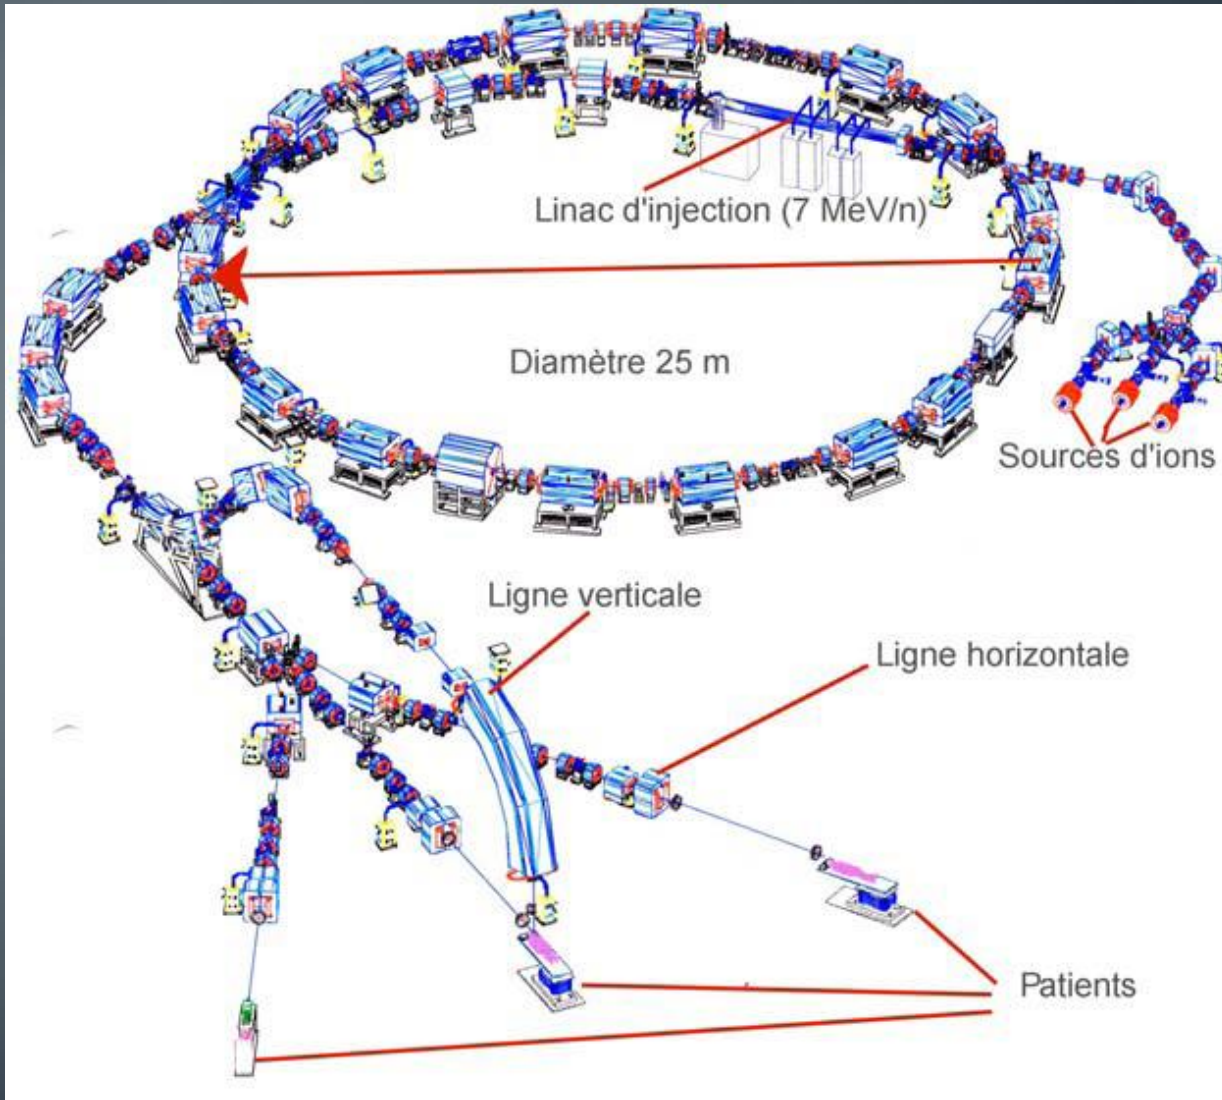 Linac d'injection (7 MeV/n)
Diamètre 25 m
Sources d'ions
Ligne verticale
Ligne horizontale
Patients